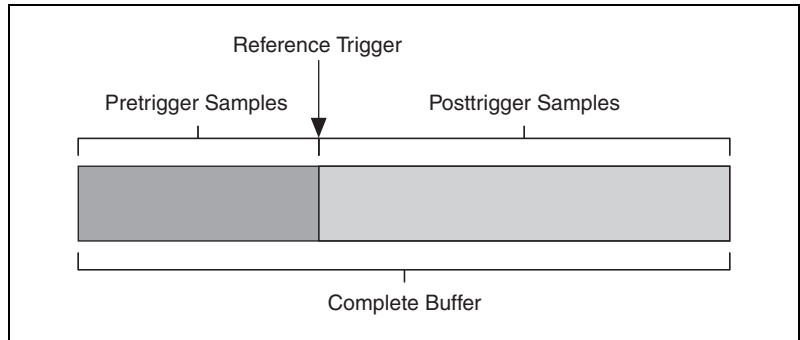 Reference Trigger
Pretrigger Samples
Posttrigger Samples
Complete Buffer